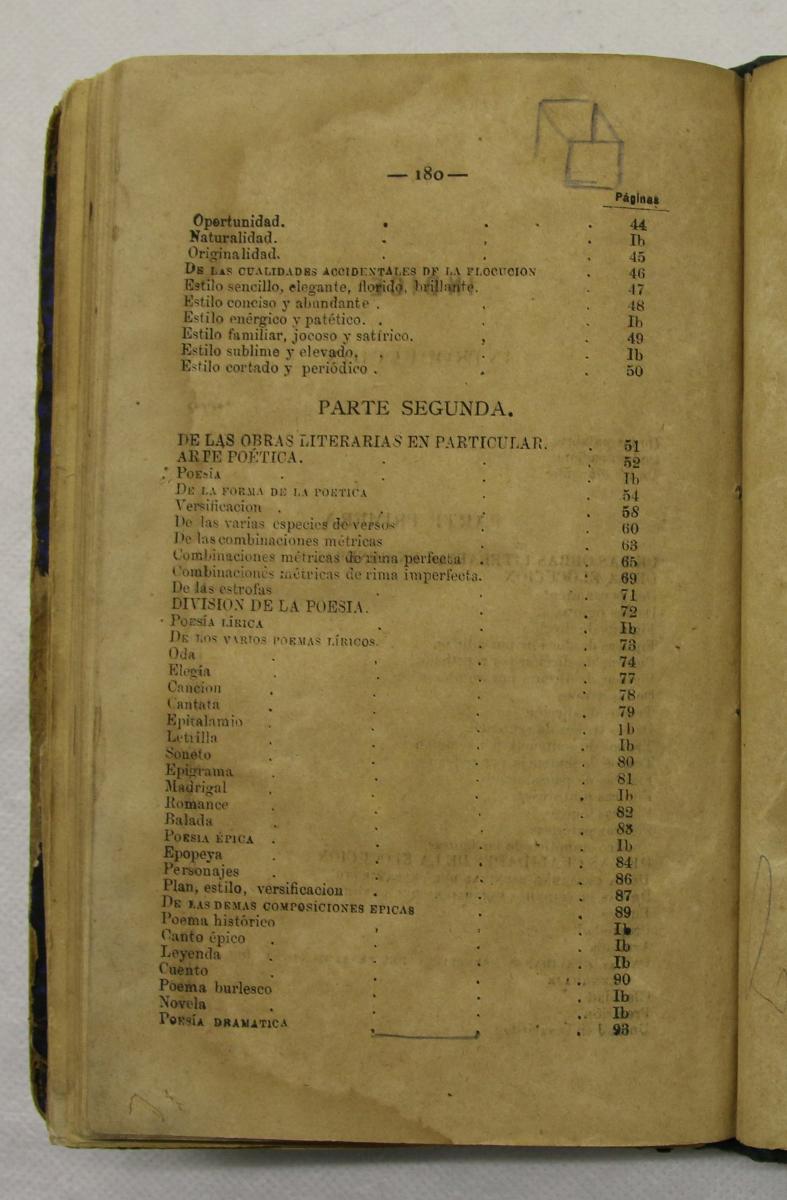 — 180 —
Páginas
Oportunidad. 44
Naturalidad. Ib
Originalidad. 45
DE LAS CUALIDADES ACCIDENTALES DE LA ELOCUCION 46
Estilo sencillo, elegante, florido, brillante. 47
Estilo conciso y abundante . 48
Estilo enérgico y patético. . Ib
Estilo familiar, jocoso y satírico. 49
Estilo sublime y elevado. . Ib
Estilo cortado y periódico . 50
PARTE SEGUNDA.
DE LAS OBRAS LITERARIAS EN PARTICULAR. 51
ARTE POÉTICA. 52
POESÍA Ib
DE LA FORMA DE LA POETICA 54
Versificacion . 58
De las varias especies de versos 60
De las combinaciones métricas 63
Combinaciones métricas de rima perfecta . 65
Combinaciones métricas de rima imperfecta. 69
De las estrofas 71
DIVISION DE LA POESIA. 72
POESÍA LÍRICA Ib
DE LOS VARIOS POEMAS LÍRICOS. 73
Oda 74
Elegía 77
Cancion 78
Cantata 79
Epitalamio Ib
Letrilla Ib
Soneto 80
Epigrama 81
Madrigal Ib
Romance 82
Balada 83
POESIA ÉPICA . Ib
Epopeya 84
Personajes 86
Plan, estilo, versificacion 87
DE LAS DEMAS COMPOSICIONES EPICAS 89
Poema histórico Ib
Canto épico Ib
Leyenda Ib
Cuento 90
Poema burlesco Ib
Novela Ib
POESÍA DRAMATICA 93